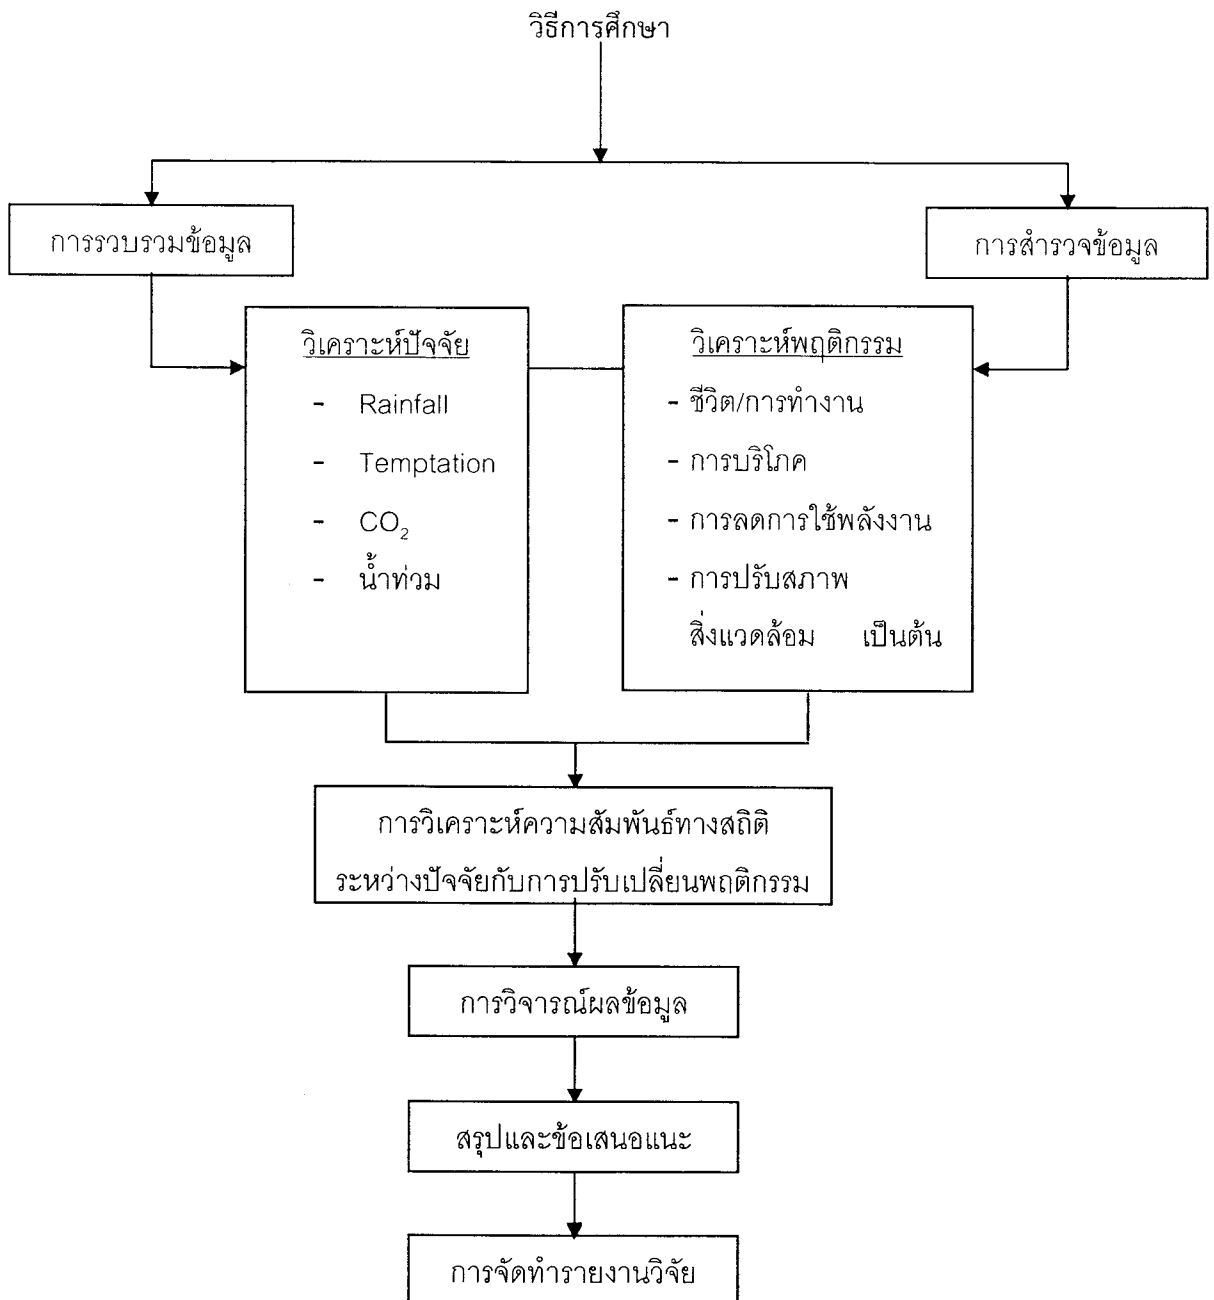 วิธีการศึกษา
การรวบรวมข้อมูล
การสำรวจข้อมูล
วิเคราะห์ปัจจัย
- Rainfall
- Temptation
- CO₂
- น้ำท่วม
วิเคราะห์พฤติกรรม
- ชีวิต/การทำงาน
- การบริโภค
- การลดการใช้พลังงาน
- การปรับสภาพ
สิ่งแวดล้อม เป็นต้น
การวิเคราะห์ความสัมพันธ์ทางสถิติ
ระหว่างปัจจัยกับการปรับเปลี่ยนพฤติกรรม
การวิจารณ์ผลข้อมูล
สรุปและข้อเสนอแนะ
การจัดทำรายงานวิจัย